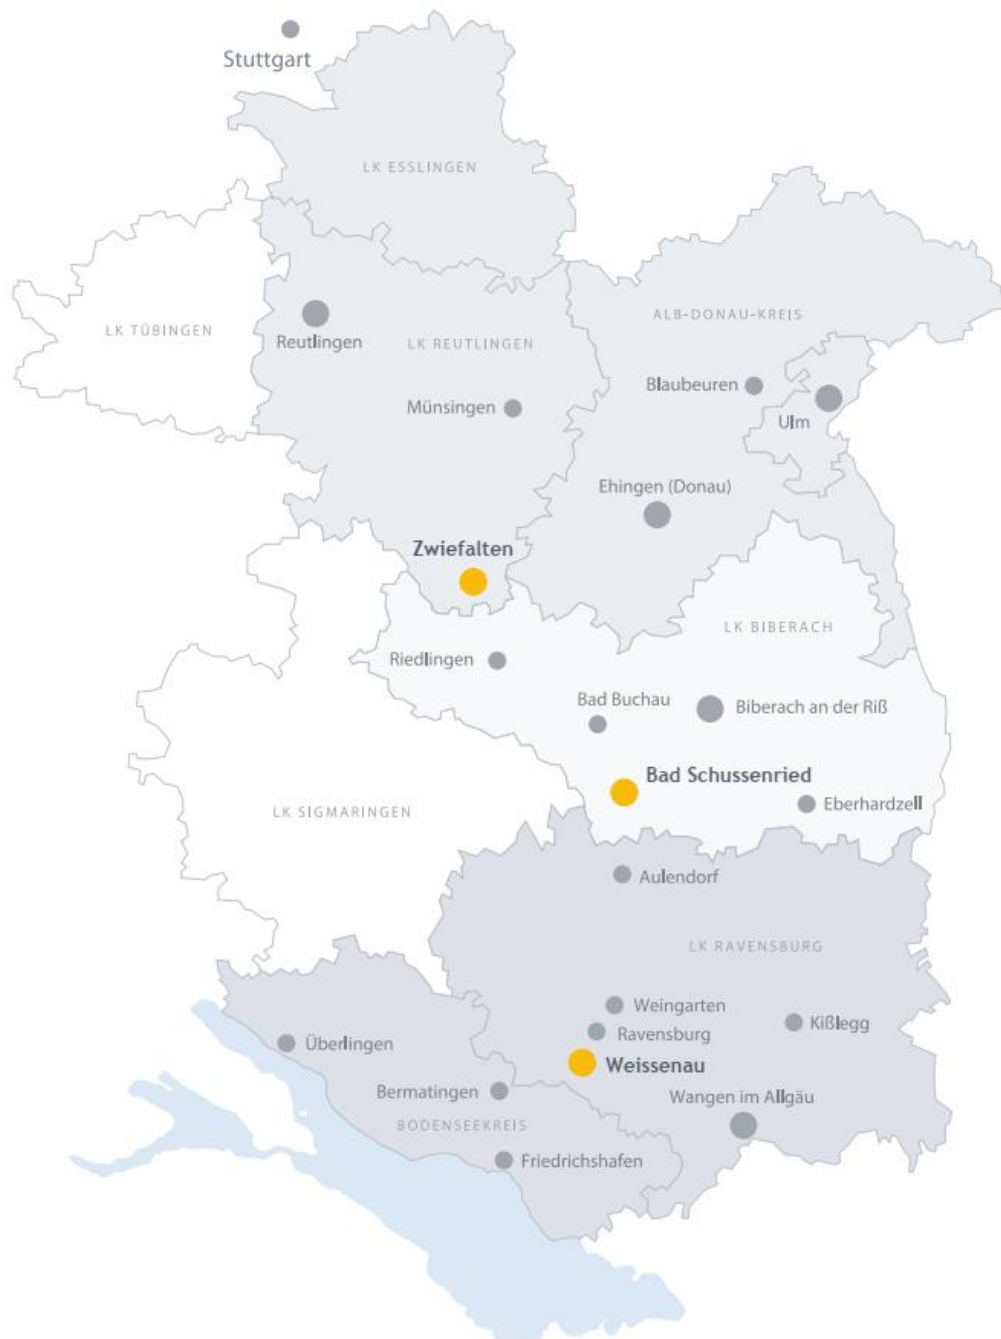 Stuttgart
LK ESSLINGEN
LK TÜBINGEN
Reutlingen
LK REUTLINGEN
ALB-DONAU-KREIS
Blaubeuren
Münsingen
Ulm
Ehingen (Donau)
Zwiefalten
LK BIBERACH
Riedlingen
Bad Buchau
Biberach an der Riß
Bad Schussenried
Eberhardzell
LK SIGMARINGEN
Aulendorf
LK RAVENSBURG
Weingarten
Kißlegg
Ravensburg
Überlingen
Weissenau
Bermatingen
Wangen im Allgäu
BODENSEEKREIS
Friedrichshafen